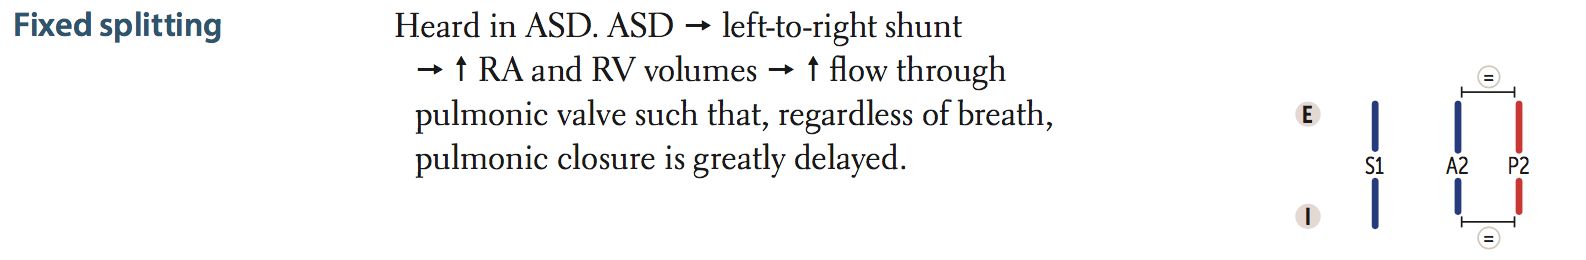 Fixed splitting
Heard in ASD. ASD → left-to-right shunt
→ ↑ RA and RV volumes → ↑ flow through
pulmonic valve such that, regardless of breath,
pulmonic closure is greatly delayed.
=
E
S1 A2 P2
I
=